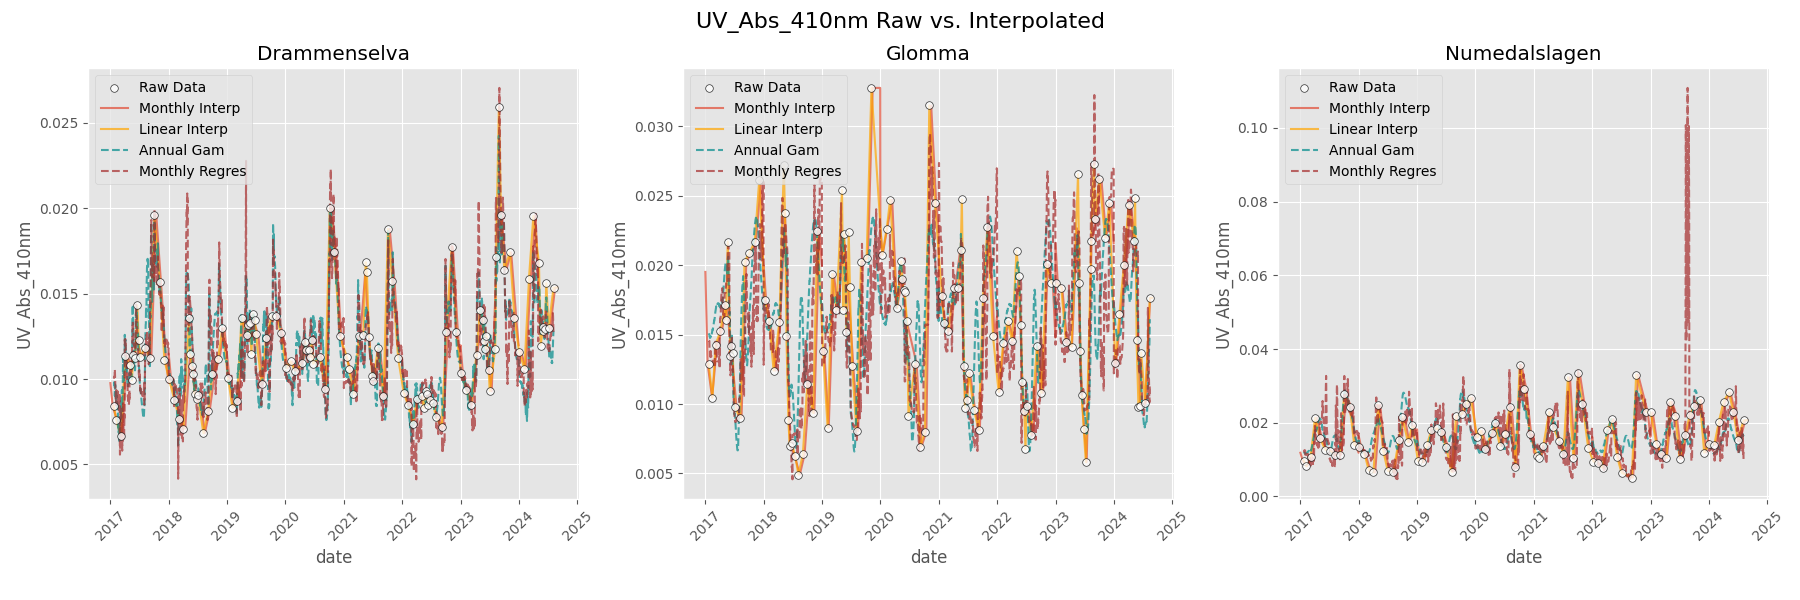 UV_Abs_410nm Raw vs. Interpolated
Drammenselva
UV_Abs_410nm
0.025
0.020
0.015
0.010
0.005
Raw Data
Monthly Interp
Linear Interp
Annual Gam
Monthly Regres
2017
2018
2019
2020
2021
2022
2023
2024
2025
date
Glomma
UV_Abs_410nm
0.030
0.025
0.020
0.015
0.010
0.005
Raw Data
Monthly Interp
Linear Interp
Annual Gam
Monthly Regres
2017
2018
2019
2020
2021
2022
2023
2024
2025
date
Numedalslagen
UV_Abs_410nm
0.10
0.08
0.06
0.04
0.02
0.00
Raw Data
Monthly Interp
Linear Interp
Annual Gam
Monthly Regres
2017
2018
2019
2020
2021
2022
2023
2024
2025
date